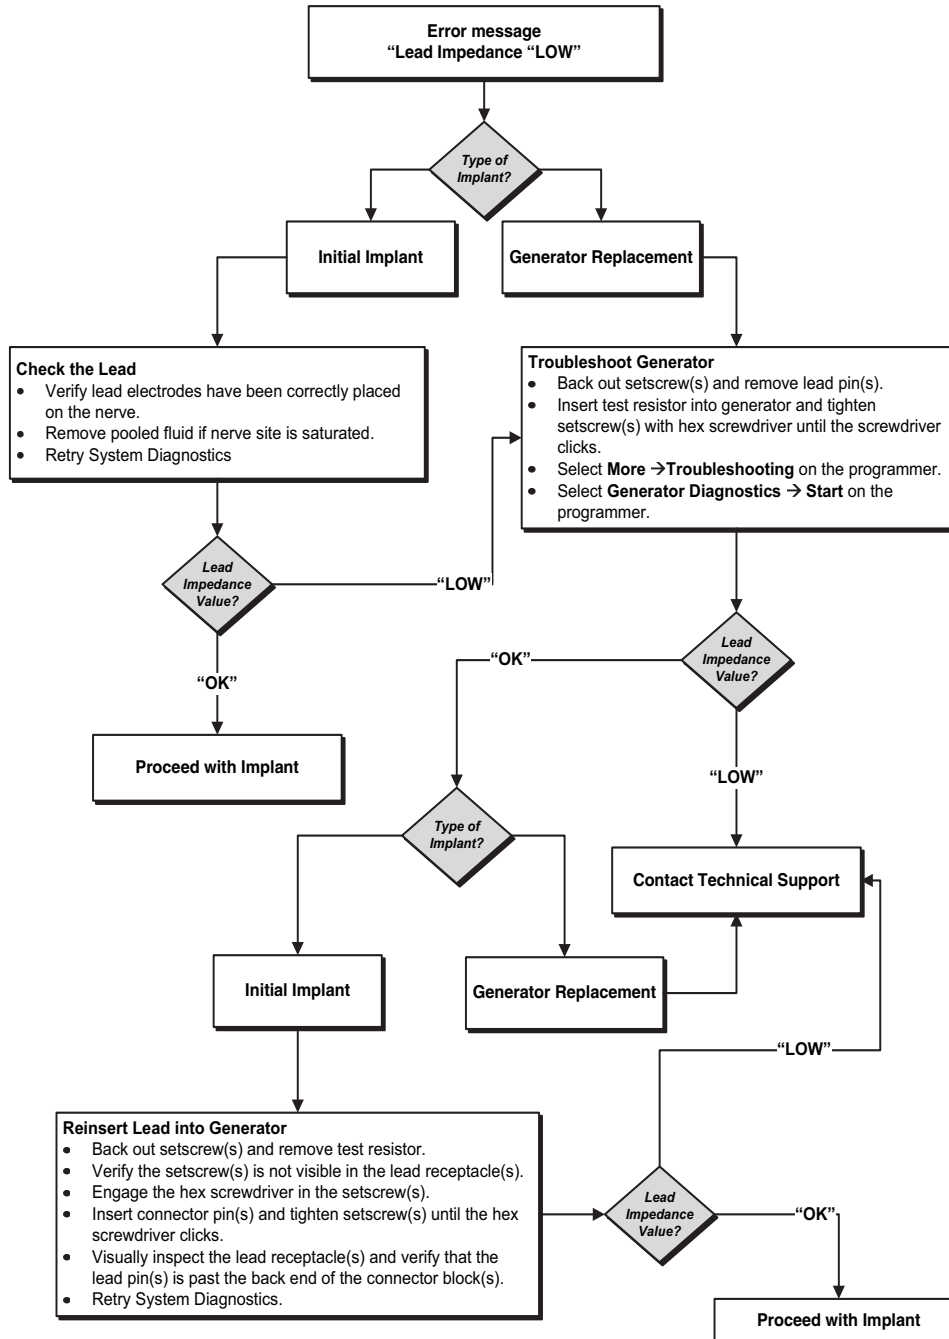 Error message
“Lead Impedance “LOW”
Type of
Implant?
Initial Implant
Generator Replacement
Check the Lead
• Verify lead electrodes have been correctly placed
on the nerve.
• Remove pooled fluid if nerve site is saturated.
• Retry System Diagnostics
Troubleshoot Generator
• Back out setscrew(s) and remove lead pin(s).
• Insert test resistor into generator and tighten
setscrew(s) with hex screwdriver until the screwdriver
clicks.
• Select More →Troubleshooting on the programmer.
• Select Generator Diagnostics → Start on the
programmer.
Lead
Impedance
Value?
“LOW”
“OK”
Proceed with Implant
Lead
Impedance
Value?
“OK”
“LOW”
Type of
Implant?
Contact Technical Support
Initial Implant
Generator Replacement
“LOW”
Reinsert Lead into Generator
• Back out setscrew(s) and remove test resistor.
• Verify the setscrew(s) is not visible in the lead receptacle(s).
• Engage the hex screwdriver in the setscrew(s).
• Insert connector pin(s) and tighten setscrew(s) until the hex
screwdriver clicks.
• Visually inspect the lead receptacle(s) and verify that the
lead pin(s) is past the back end of the connector block(s).
• Retry System Diagnostics.
Lead
Impedance
Value?
“OK”
Proceed with Implant